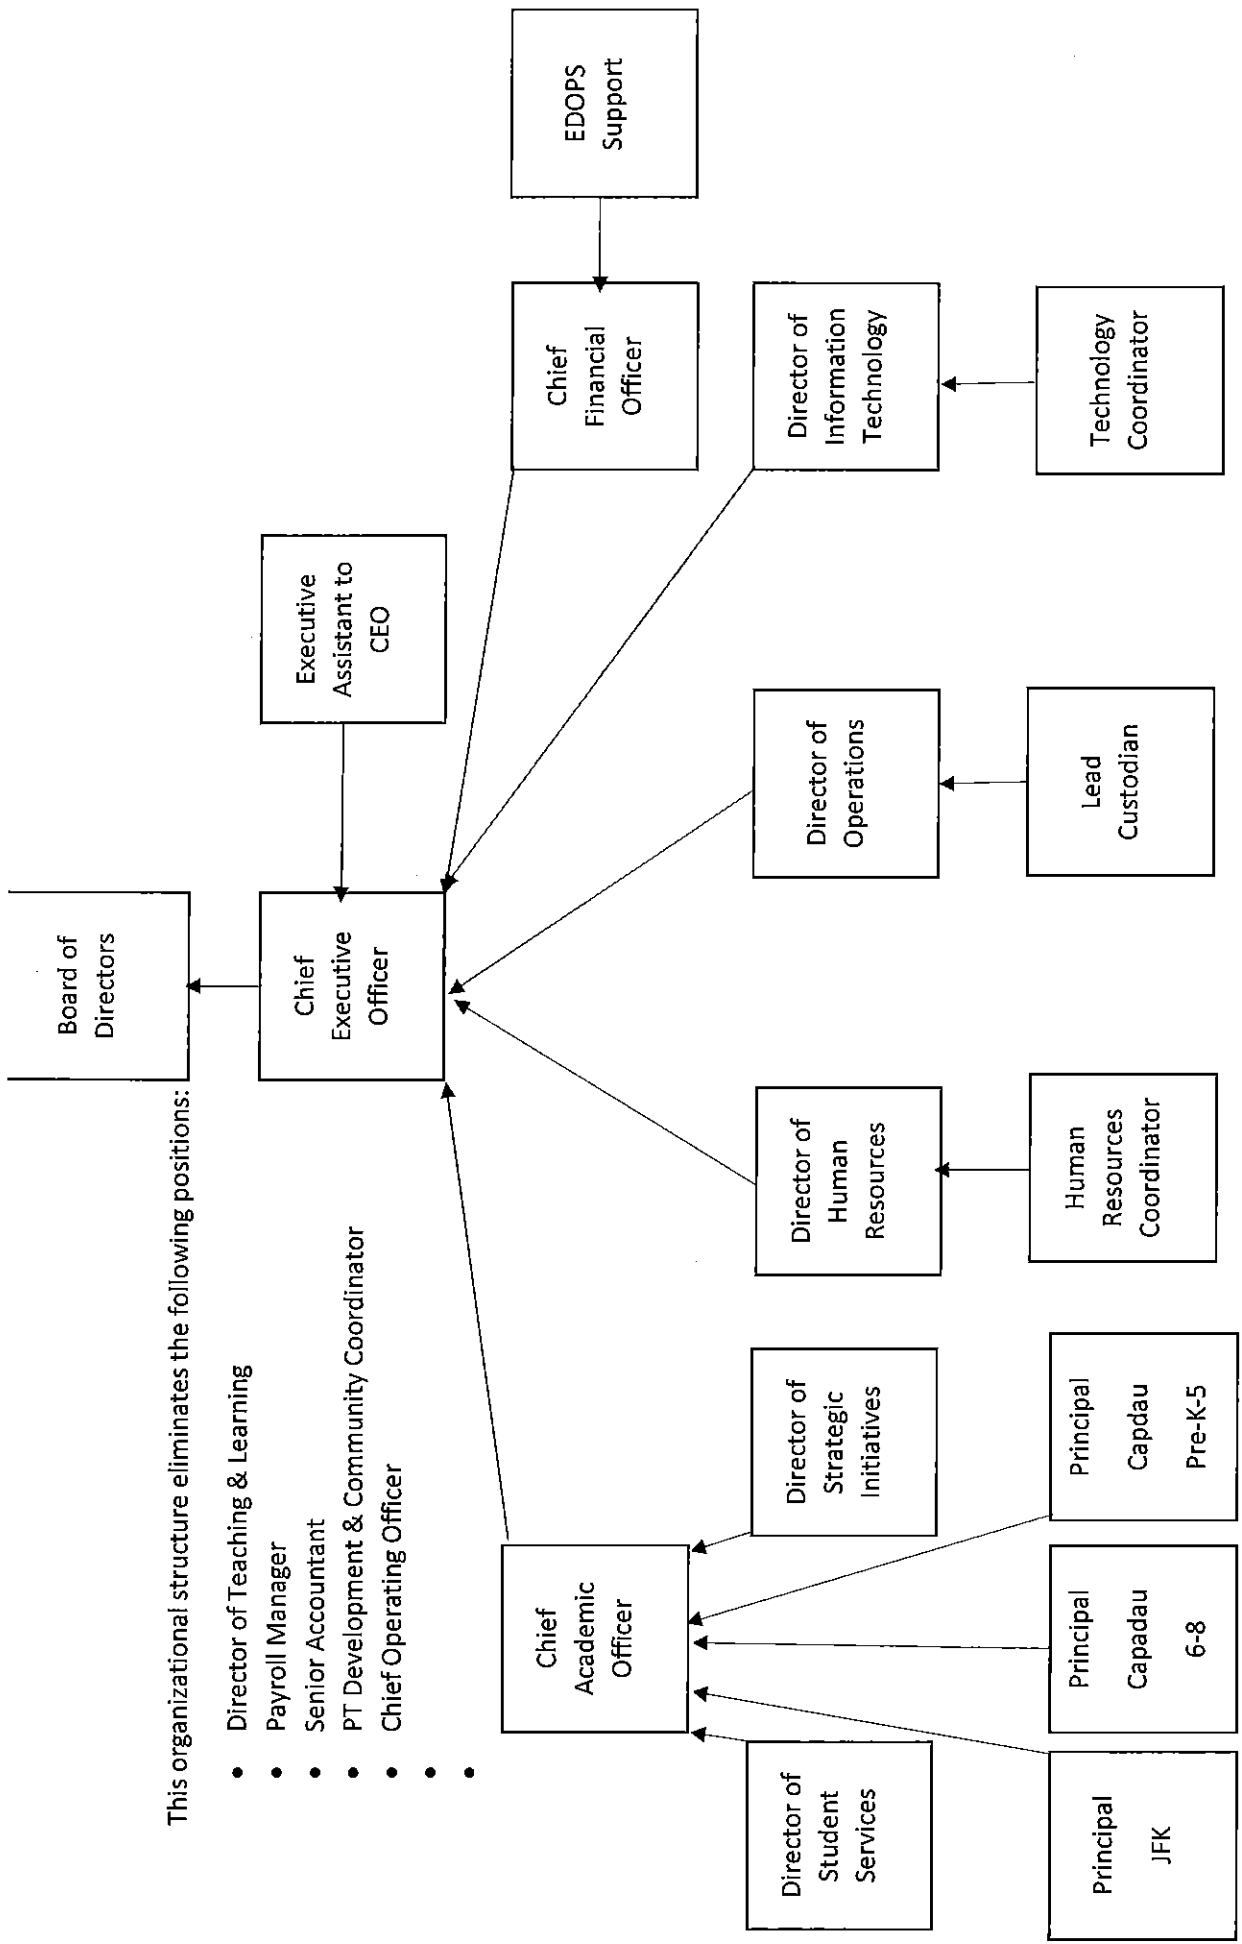 Board of
Directors
This organizational structure eliminates the following positions:
• Director of Teaching & Learning
• Payroll Manager
• Senior Accountant
• PT Development & Community Coordinator
• Chief Operating Officer
•
•
Chief
Executive
Officer
Executive
Assistant to
CEO
Chief
Academic
Officer
Chief
Financial
Officer
EDOPS
Support
Director of
Student
Services
Director of
Strategic
Initiatives
Director of
Human
Resources
Director of
Operations
Director of
Information
Technology
Principal
JFK
Principal
Capadau
6-8
Principal
Capdau
Pre-K-5
Human
Resources
Coordinator
Lead
Custodian
Technology
Coordinator